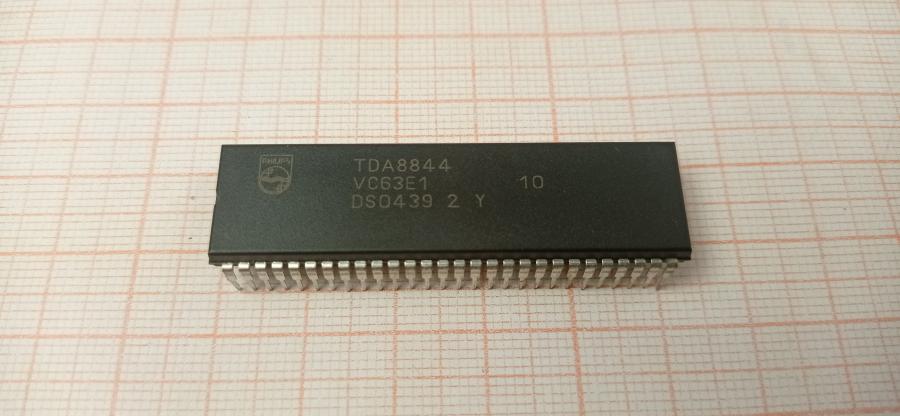 PHILIPS
TDA8844
VC63E1 10
DS0439 2 Y